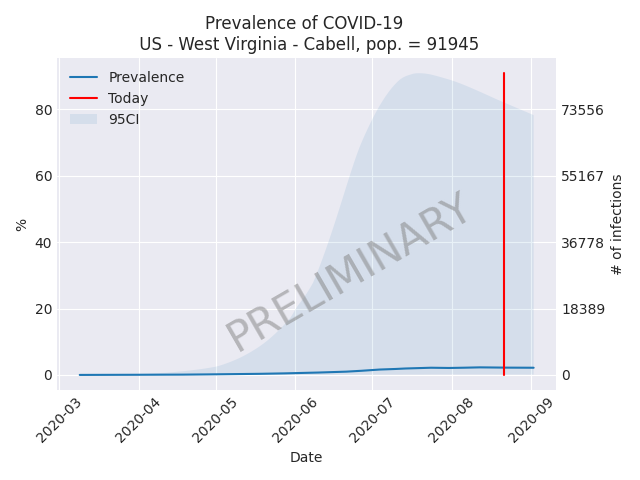 Prevalence of COVID-19
US - West Virginia - Cabell, pop. = 91945
Prevalence
Today
95CI
80
60
40
20
0
%
73556
55167
36778
18389
0
# of infections
PRELIMINARY
2020-03
2020-04
2020-05
2020-06
2020-07
2020-08
2020-09
Date